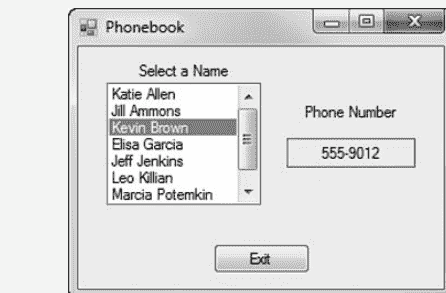 Phonebook
Select a Name
Katie Allen
Jill Ammons
Kevin Brown
Elisa Garcia
Jeff Jenkins
Leo Killian
Marcia Potemkin
Phone Number
555-9012
Exit